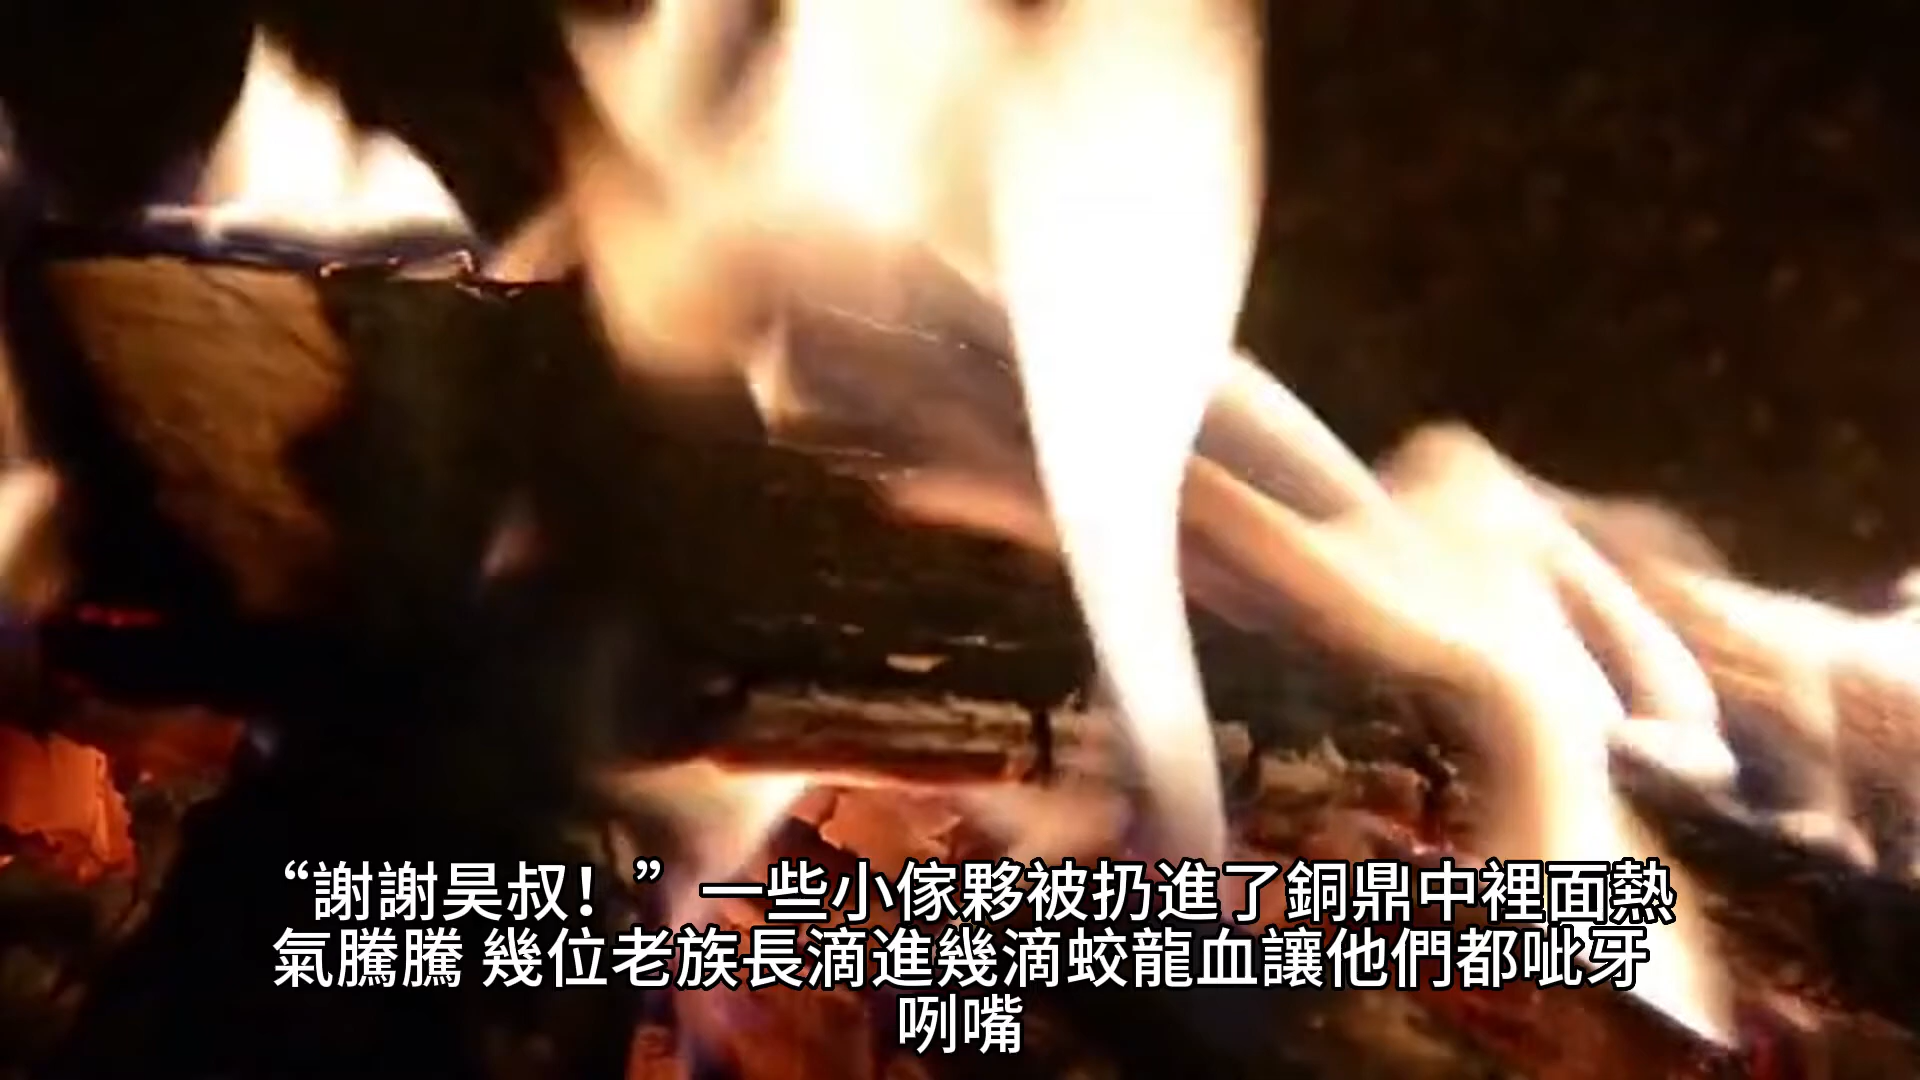 “謝謝昊叔！”一些小傢夥被扔進了銅鼎中裡面熱
氣騰騰 幾位老族長滴進幾滴蛟龍血讓他們都呲牙
咧嘴